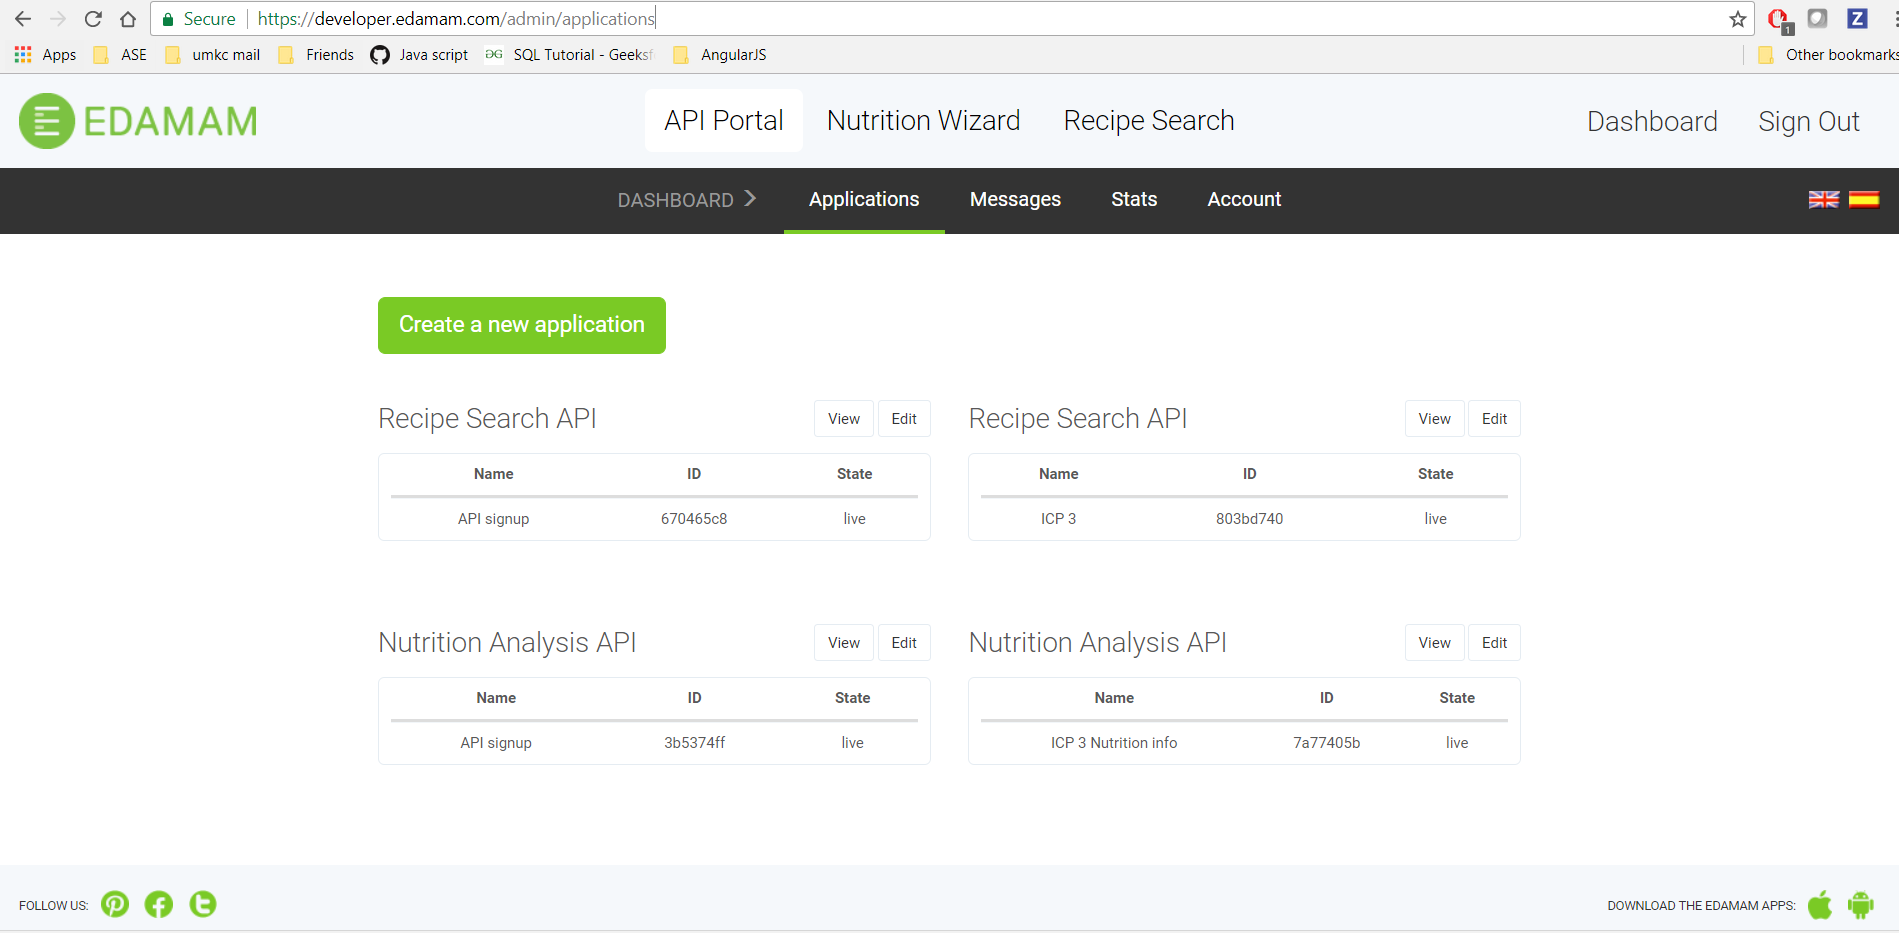 Secure https://developer.edamam.com/admin/applications 1 Z
Apps ASE umkc mail Friends Java script SQL Tutorial - Geeksf AngularJS Other bookmarks
EDAMAM API Portal Nutrition Wizard Recipe Search Dashboard Sign Out
DASHBOARD Applications Messages Stats Account
Create a new application
Recipe Search API View Edit
Name ID State
API signup 670465c8 live
Recipe Search API View Edit
Name ID State
ICP 3 803bd740 live
Nutrition Analysis API View Edit
Name ID State
API signup 3b5374ff live
Nutrition Analysis API View Edit
Name ID State
ICP 3 Nutrition info 7a77405b live
FOLLOW US: DOWNLOAD THE EDAMAM APPS: